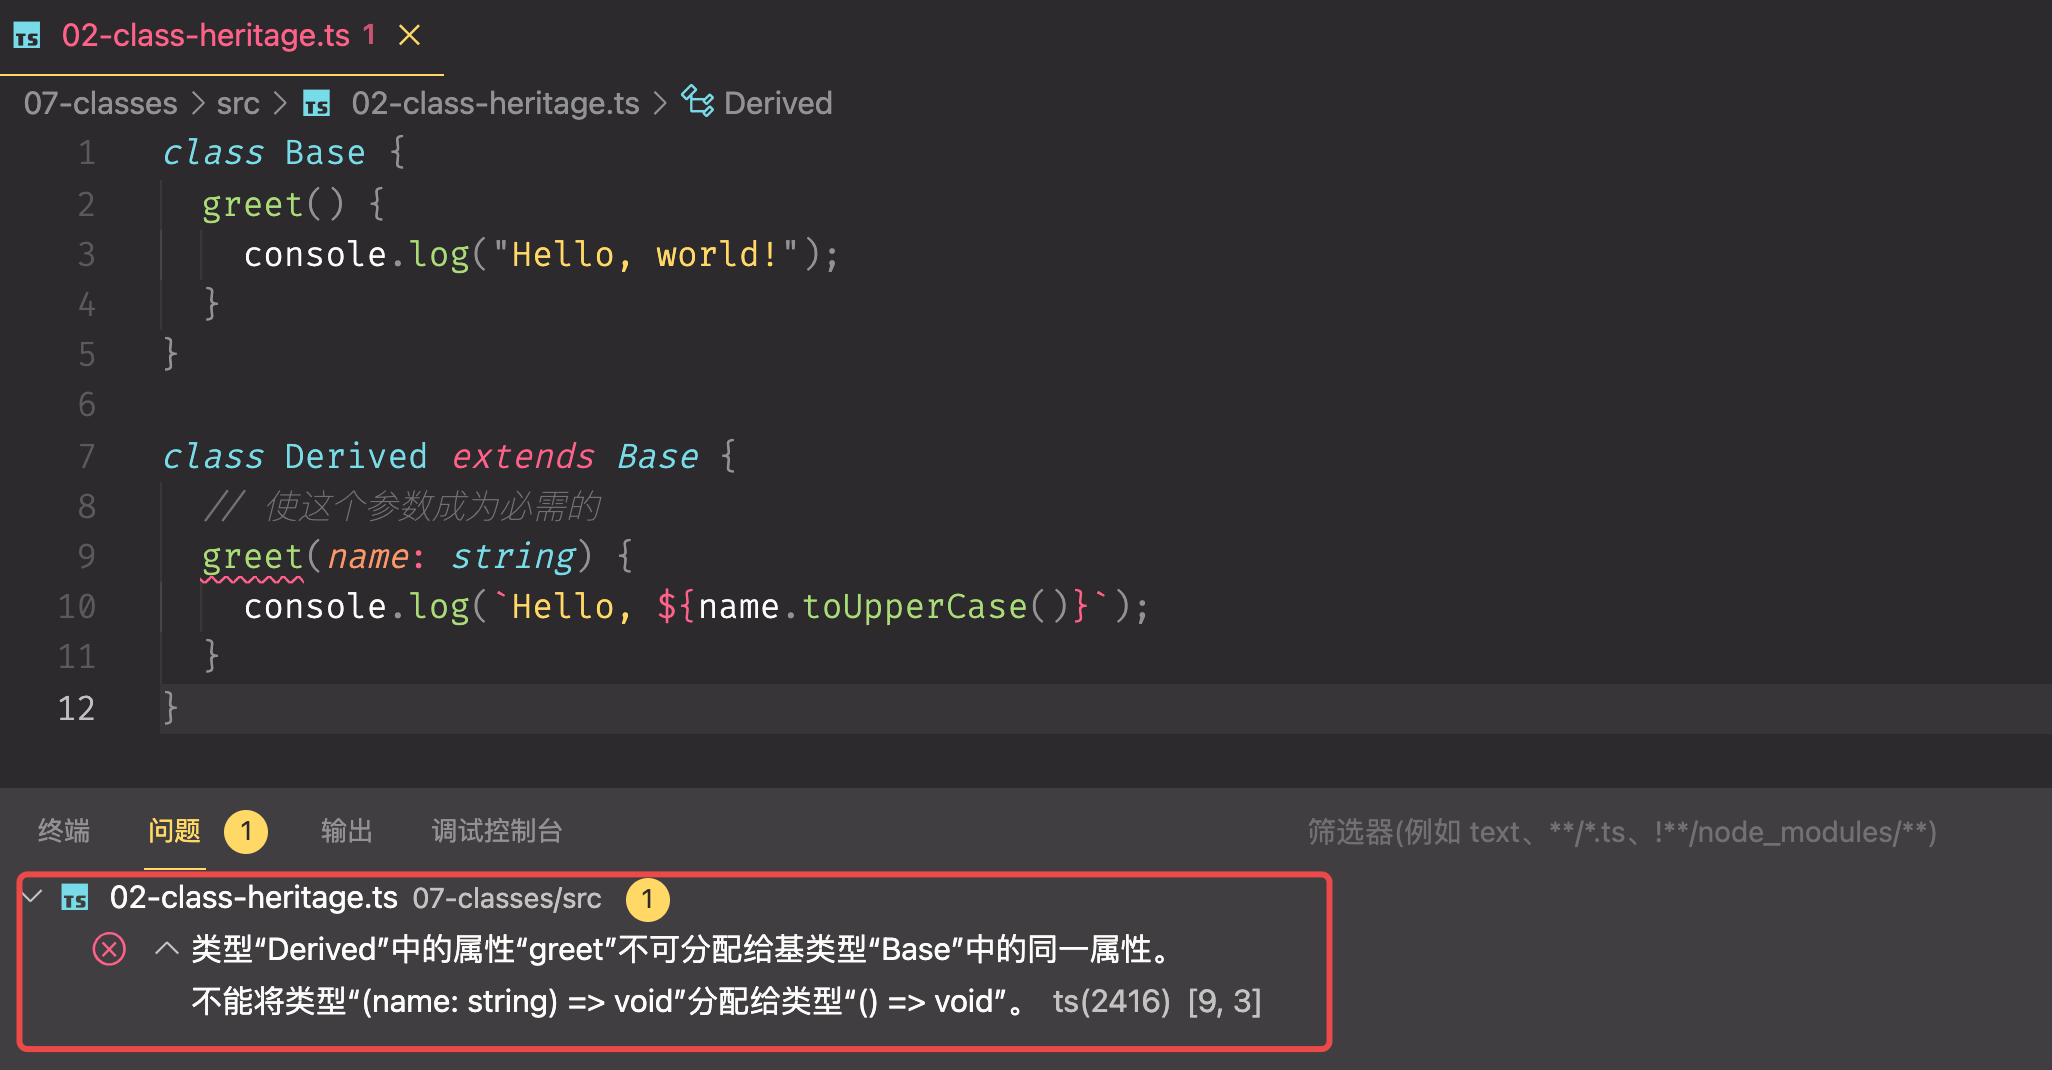 TS 02-class-heritage.ts 1
07-classes > src > TS 02-class-heritage.ts > Derived
1 class Base {
2 greet() {
3 console.log("Hello, world!");
4 }
5 }
6
7 class Derived extends Base {
8 // 使这个参数成为必需的
9 greet(name: string) {
10 console.log(`Hello, ${name.toUpperCase()}`);
11 }
12 }
终端 问题 1 输出 调试控制台 筛选器(例如 text、**/*.ts、!**/node_modules/**)
TS 02-class-heritage.ts 07-classes/src 1
类型“Derived”中的属性“greet”不可分配给基类型“Base”中的同一属性。
不能将类型“(name: string) => void”分配给类型“() => void”。 ts(2416) [9, 3]